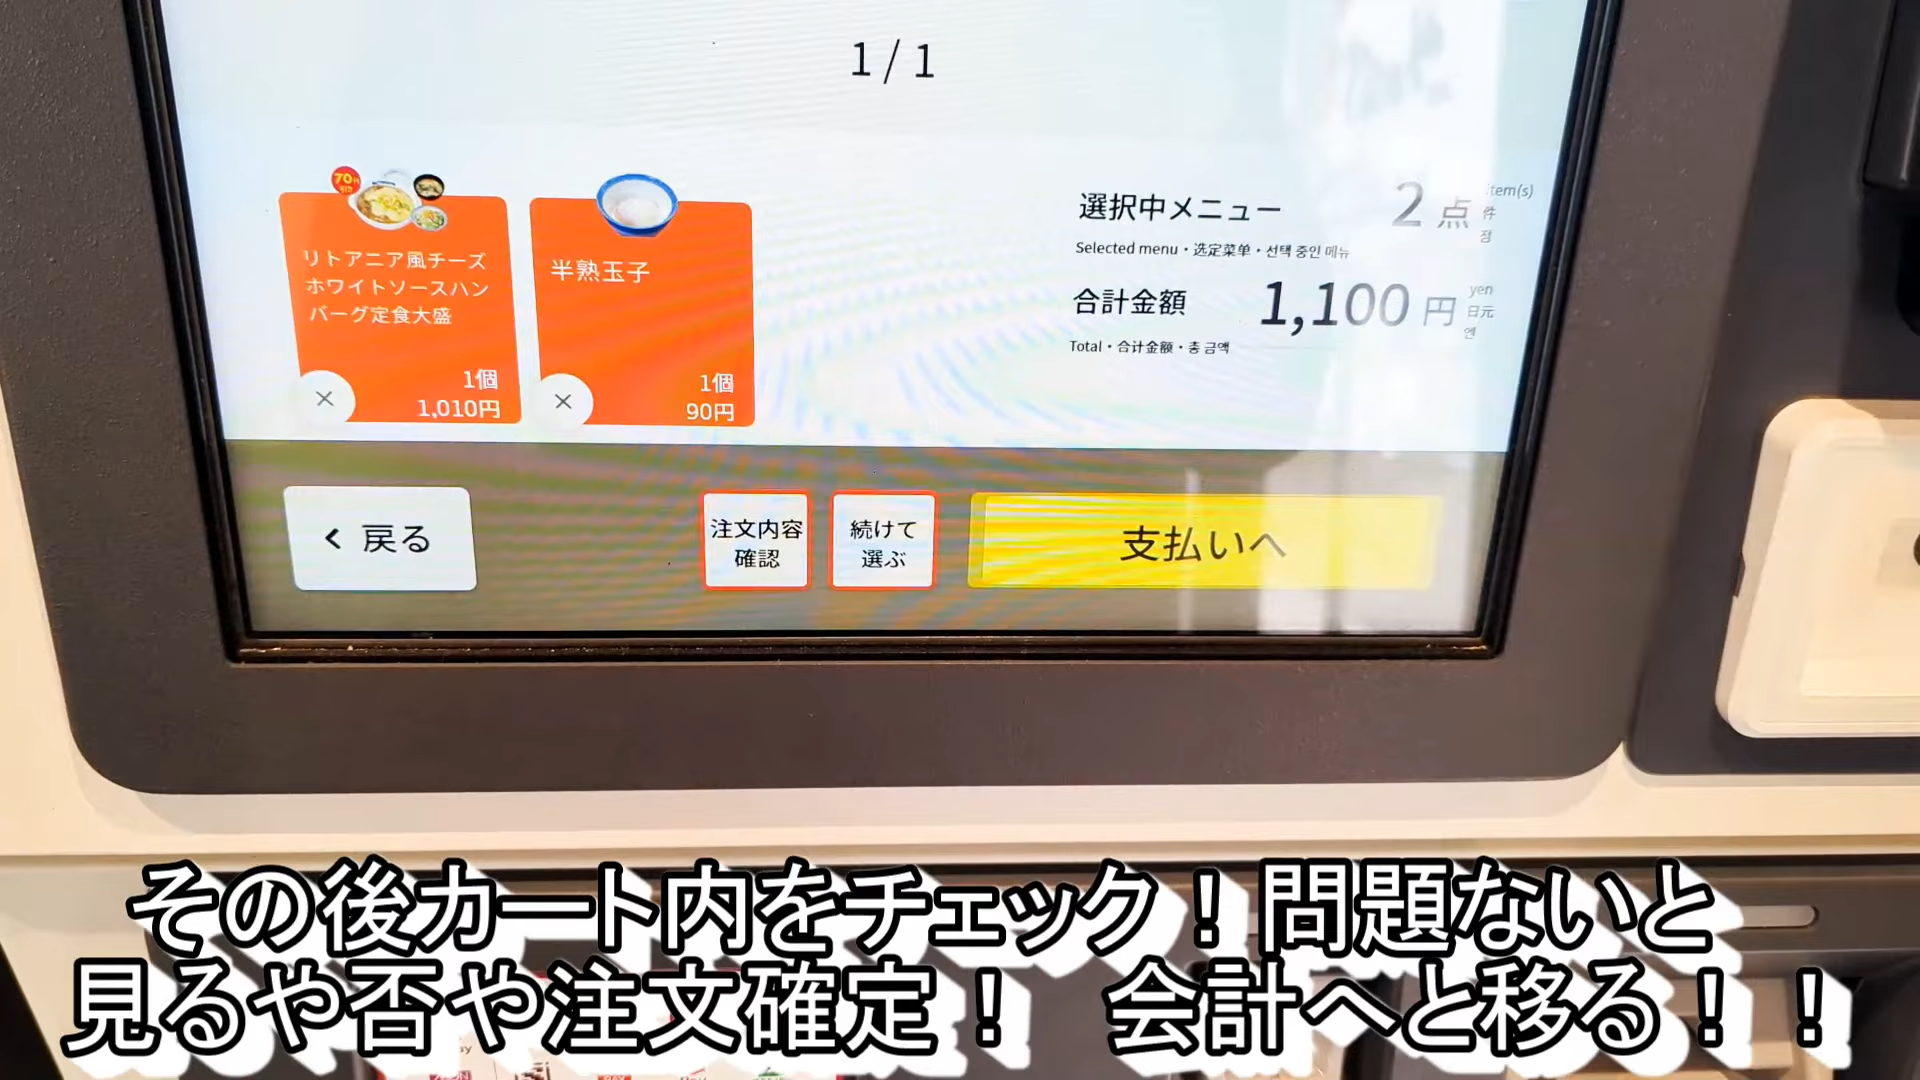 1 / 1
70円引き
リトアニア風チーズ
ホワイトソースハン
バーグ定食大盛
1個
1,010円
半熟玉子
1個
90円
選択中メニュー 2 点
item(s)
件
점
Selected menu・选定菜单・선택 중인 메뉴
合計金額 1,100 円
yen
日元
엔
Total・合计金额・총 금액
戻る
注文内容
確認
続けて
選ぶ
支払いへ
その後カート内をチェック！問題ないと
見るや否や注文確定！　会計へと移る！！